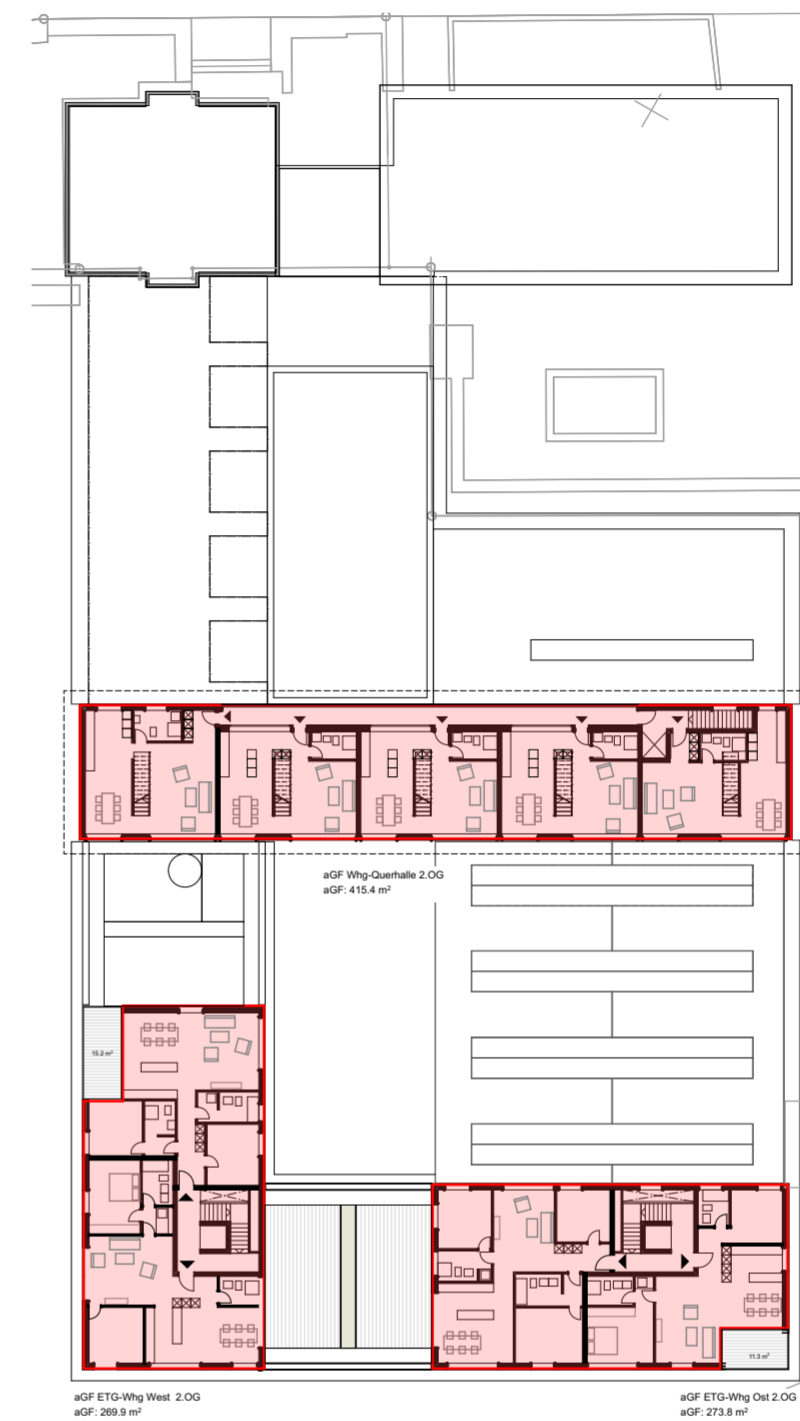 aGF Whg-Querhalle 2.OG
aGF: 415.4 m²
15.2 m²
11.3 m²
aGF ETG-Whg West  2.OG
aGF: 269.9 m²
aGF ETG-Whg Ost 2.OG
aGF: 273.8 m²